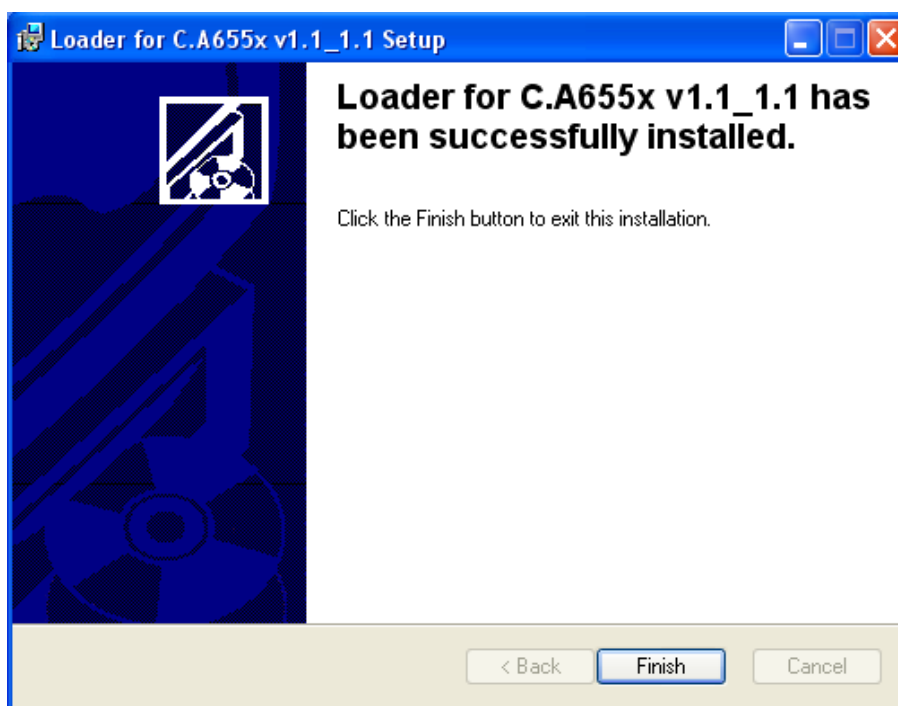 Loader for C.A655x v1.1_1.1 Setup
Loader for C.A655x v1.1_1.1 has
been successfully installed.
Click the Finish button to exit this installation.
< Back
Finish
Cancel